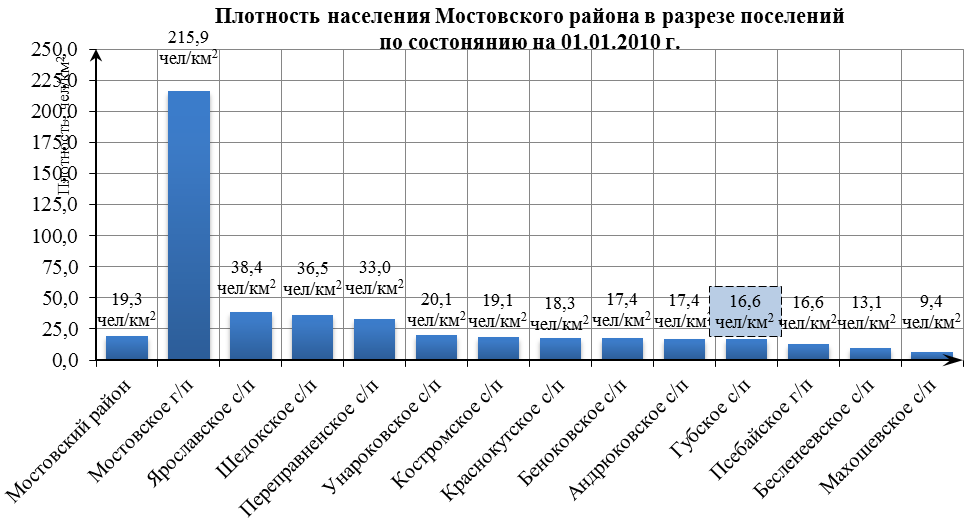 Плотность населения Мостовского района в разрезе поселений
по состонянию на 01.01.2010 г.
Плотность, чел/км2
250,0
225,0
200,0
175,0
150,0
125,0
100,0
75,0
50,0
25,0
0,0
19,3
чел/км2
215,9
чел/км2
38,4
чел/км2
36,5
чел/км2
33,0
чел/км2
20,1
чел/км2
19,1
чел/км2
18,3
чел/км2
17,4
чел/км2
17,4
чел/км2
16,6
чел/км2
16,6
чел/км2
13,1
чел/км2
9,4
чел/км2
Мостовский район
Мостовское г/п
Ярославское с/п
Шедокское с/п
Переправненское с/п
Унароковское с/п
Костромское с/п
Краснокутское с/п
Беноковское с/п
Андрюковское с/п
Губское с/п
Псебайское г/п
Бесленеевское с/п
Махошевское с/п